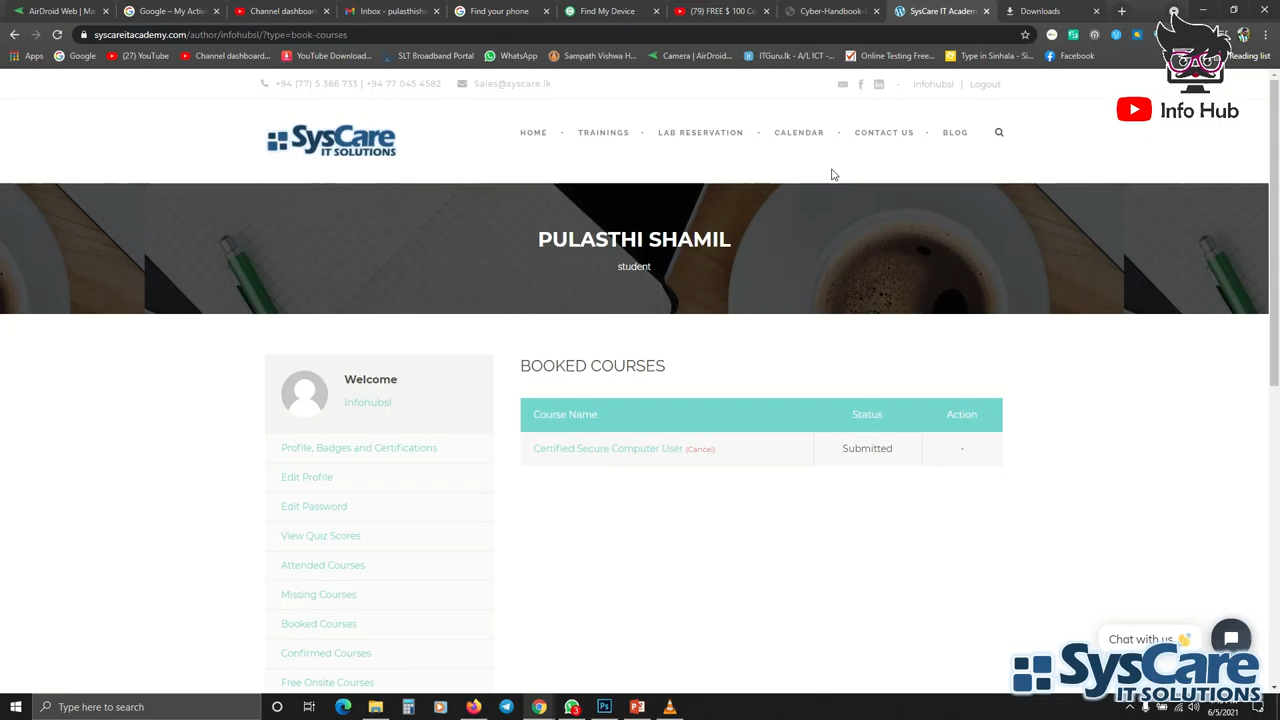 AirDroid Web | Ma
Google - My Activi
Channel dashboard
Google | pulasthish
Find your phone
Find My Mobile
(79) FREE $ 100 Co
Cyber-Handbook-
SysCare IT Academ
Downloads
syscareitacademy.com/author/infohubsl/?type=book-courses
Apps
Google
(27) YouTube
Channel dashboard...
YouTube Download...
SLT Broadband Portal
WhatsApp
Sampath Vishwa H...
Camera | AirDroi...
ITGuru.lk - A/L ICT -...
Online Testing Free...
Type in Sinhala - Si...
Facebook
Reading list
Info Hub
+94 (77) 5 366 733 | +94 77 045 4582
Sales@syscare.lk
Infohubsl | Logout
SysCare
IT SOLUTIONS
HOME
TRAININGS
LAB RESERVATION
CALENDAR
CONTACT US
BLOG
PULASTHI SHAMIL
student
Welcome
Infohubsl
Profile, Badges and Certifications
Edit Profile
Edit Password
View Quiz Scores
Attended Courses
Missing Courses
Booked Courses
Confirmed Courses
Free Onsite Courses
BOOKED COURSES
Course Name Status Action
Certified Secure Computer User (Cancel) Submitted -
Chat with us
SysCare
IT SOLUTIONS
Type here to search
3
6/5/2021